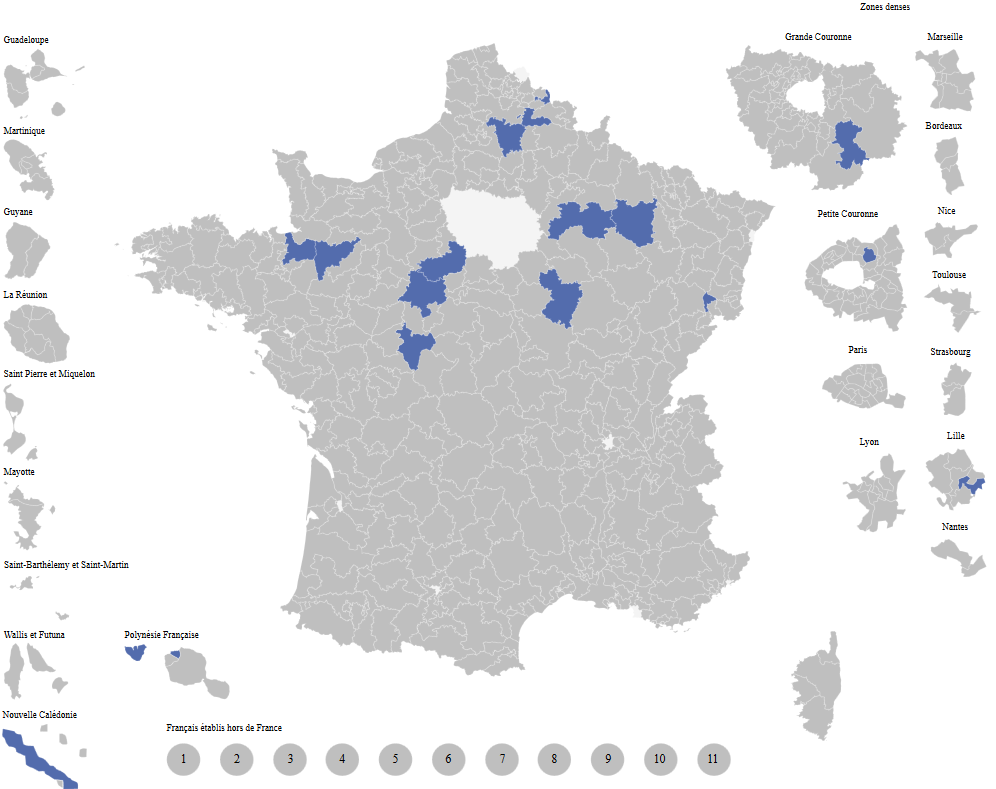 Zones denses
Guadeloupe
Grande Couronne
Marseille
Martinique
Bordeaux
Guyane
Petite Couronne
Nice
Toulouse
La Réunion
Paris
Strasbourg
Saint Pierre et Miquelon
Lyon
Lille
Mayotte
Nantes
Saint-Barthélemy et Saint-Martin
Wallis et Futuna
Polynésie Française
Nouvelle Calédonie
Français établis hors de France
1 2 3 4 5 6 7 8 9 10 11